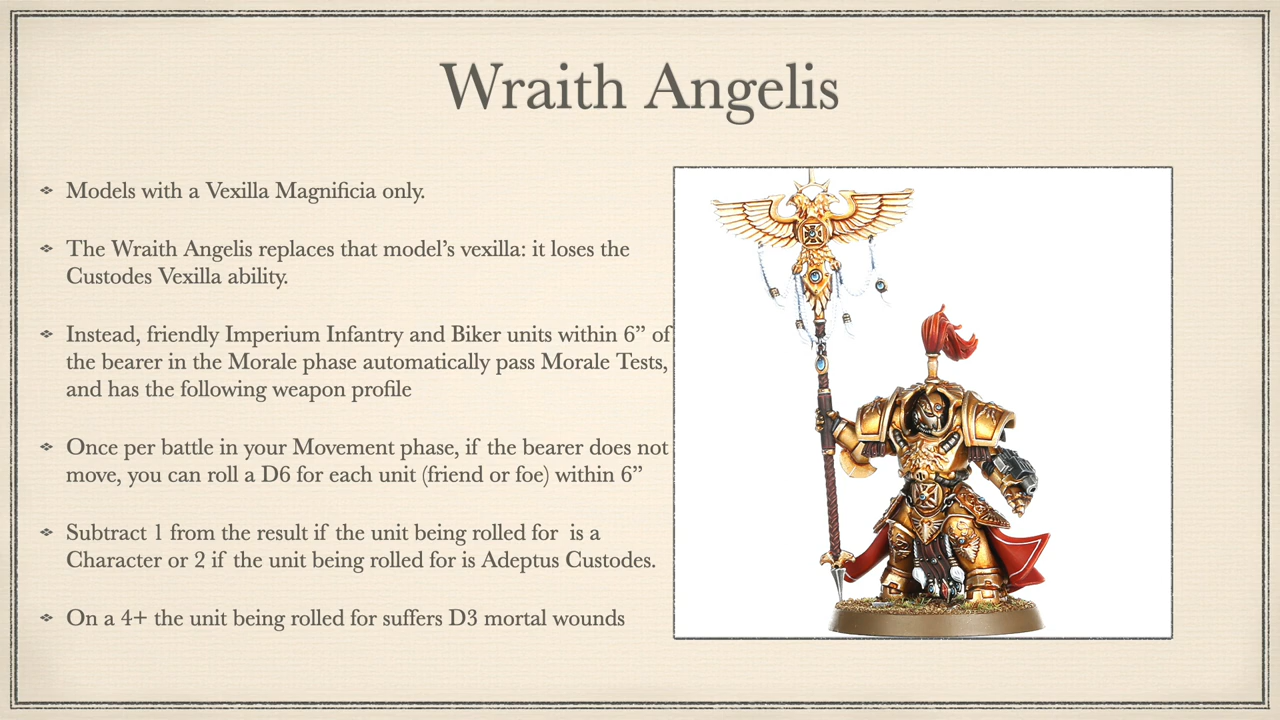 Wraith Angelis
Models with a Vexilla Magnificia only.
The Wraith Angelis replaces that model’s vexilla: it loses the
Custodes Vexilla ability.
Instead, friendly Imperium Infantry and Biker units within 6” of
the bearer in the Morale phase automatically pass Morale Tests,
and has the following weapon profile
Once per battle in your Movement phase, if the bearer does not
move, you can roll a D6 for each unit (friend or foe) within 6”
Subtract 1 from the result if the unit being rolled for is a
Character or 2 if the unit being rolled for is Adeptus Custodes.
On a 4+ the unit being rolled for suffers D3 mortal wounds